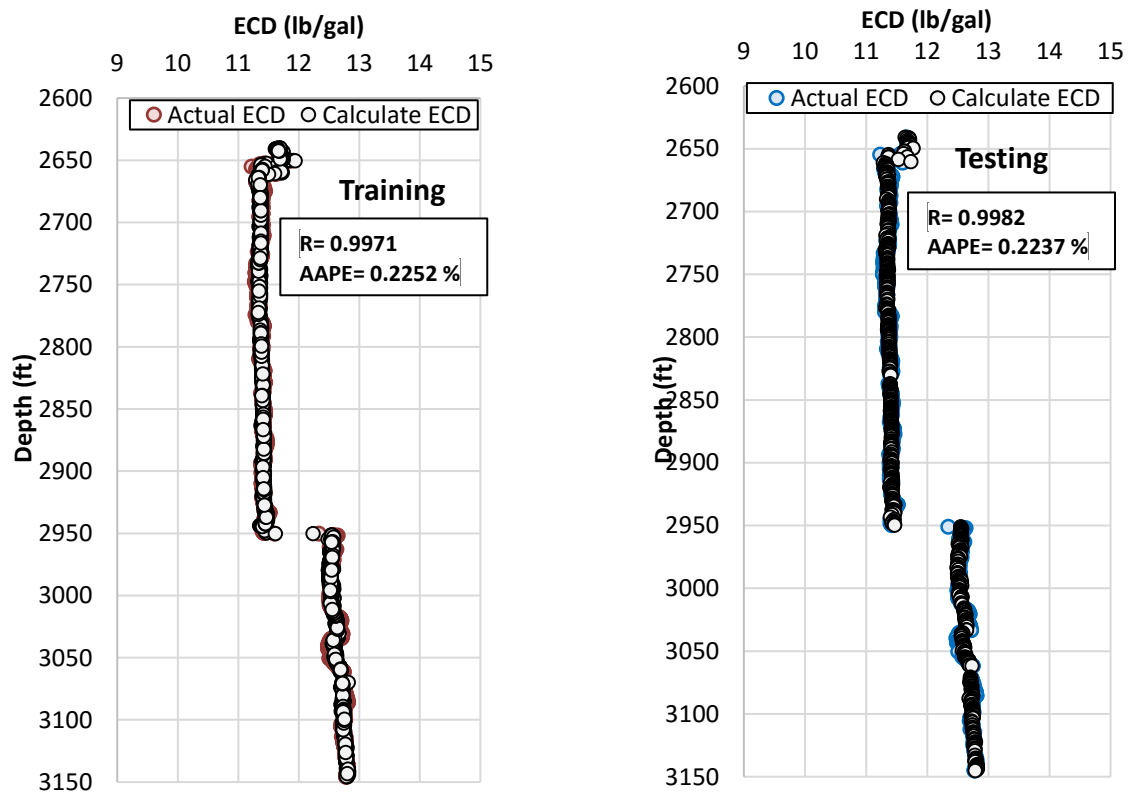 ECD (lb/gal)
9 10 11 12 13 14 15
2600
2650
2700
2750
2800
2850
2900
2950
3000
3050
3100
3150
Depth (ft)
Actual ECD Calculate ECD
Training
R= 0.9971
AAPE= 0.2252 %
ECD (lb/gal)
9 10 11 12 13 14 15
2600
2650
2700
2750
2800
2850
2900
2950
3000
3050
3100
3150
Depth (ft)
Actual ECD Calculate ECD
Testing
R= 0.9982
AAPE= 0.2237 %